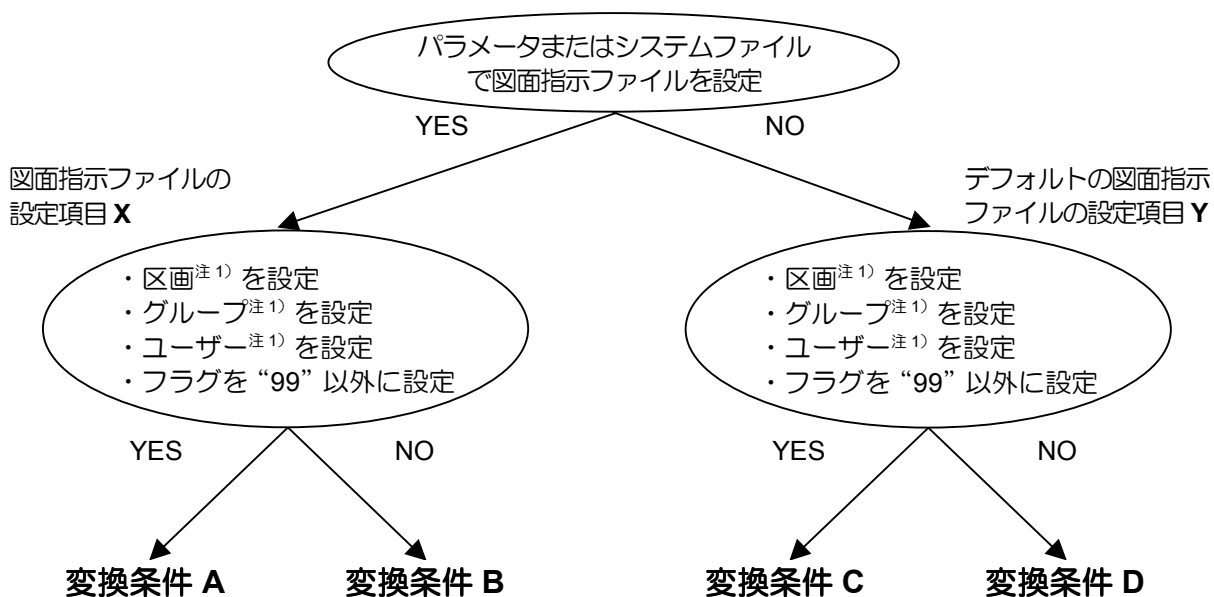 パラメータまたはシステムファイル
で図面指示ファイルを設定
YES
NO
図面指示ファイルの
設定項目 X
デフォルトの図面指示
ファイルの設定項目 Y
・区画注1) を設定
・グループ注1) を設定
・ユーザー注1) を設定
・フラグを “99” 以外に設定
・区画注1) を設定
・グループ注1) を設定
・ユーザー注1) を設定
・フラグを “99” 以外に設定
YES
NO
YES
NO
変換条件 A
変換条件 B
変換条件 C
変換条件 D